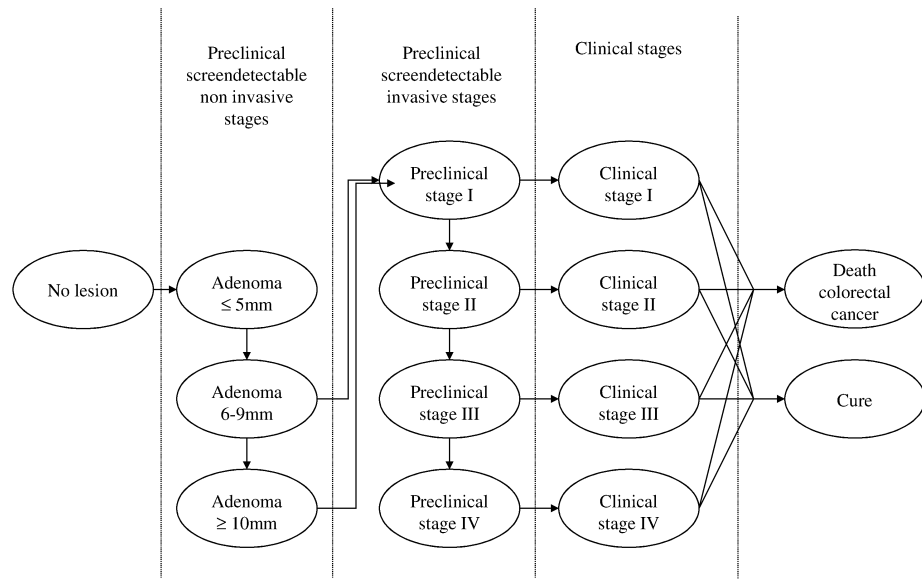 Preclinical
screendetectable
non invasive
stages
Preclinical
screendetectable
invasive stages
Clinical stages
No lesion
Adenoma
≤ 5mm
Adenoma
6-9mm
Adenoma
≥ 10mm
Preclinical
stage I
Preclinical
stage II
Preclinical
stage III
Preclinical
stage IV
Clinical
stage I
Clinical
stage II
Clinical
stage III
Clinical
stage IV
Death
colorectal
cancer
Cure